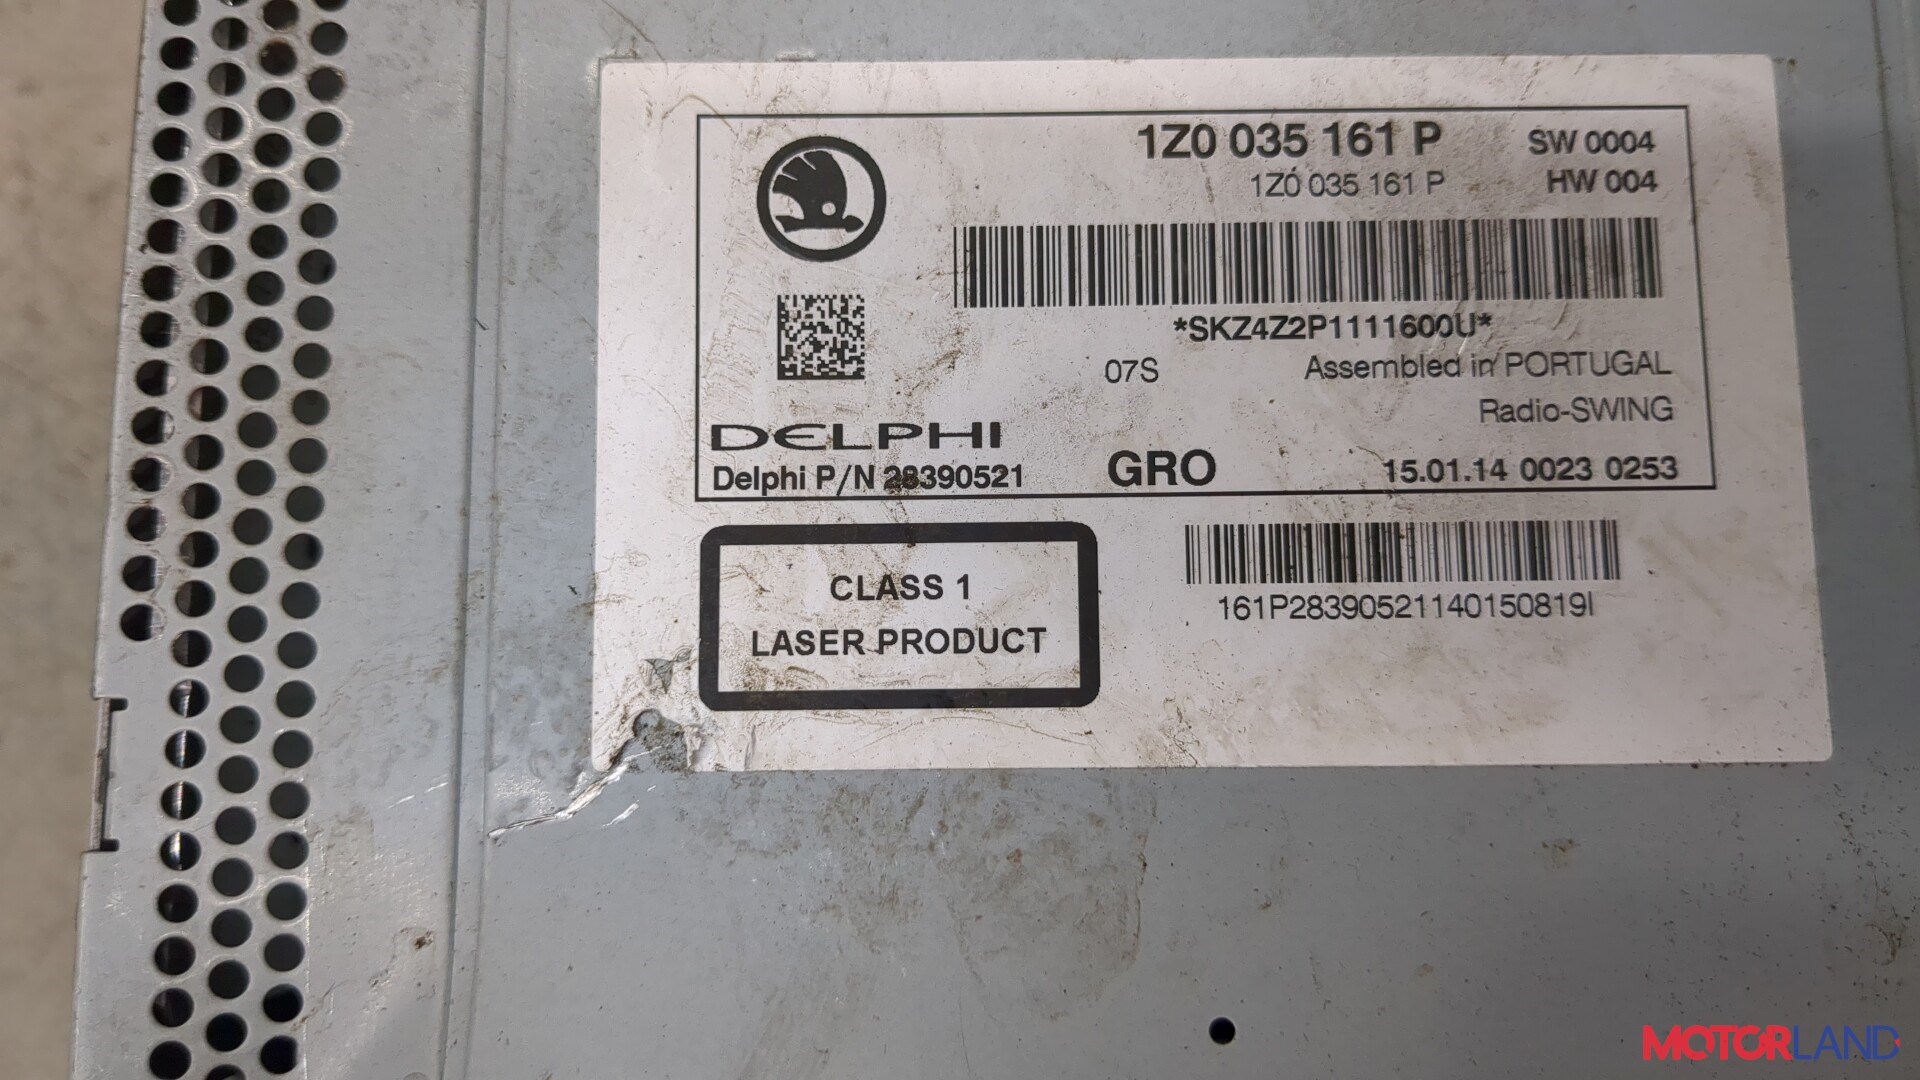 1Z0 035 161 P SW 0004
1Z0 035 161 P HW 004
*SKZ4Z2P1111600U*
07S Assembled in PORTUGAL
Radio-SWING
DELPHI
Delphi P/N 28390521 GRO 15.01.14 0023 0253
CLASS 1
LASER PRODUCT
161P28390521140150819I
MOTORLAND